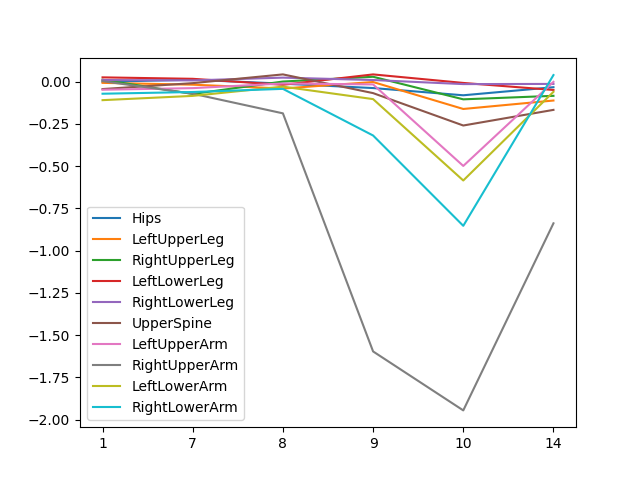 0.00
−0.25
−0.50
−0.75
−1.00
−1.25
−1.50
−1.75
−2.00
Hips
LeftUpperLeg
RightUpperLeg
LeftLowerLeg
RightLowerLeg
UpperSpine
LeftUpperArm
RightUpperArm
LeftLowerArm
RightLowerArm
1 7 8 9 10 14